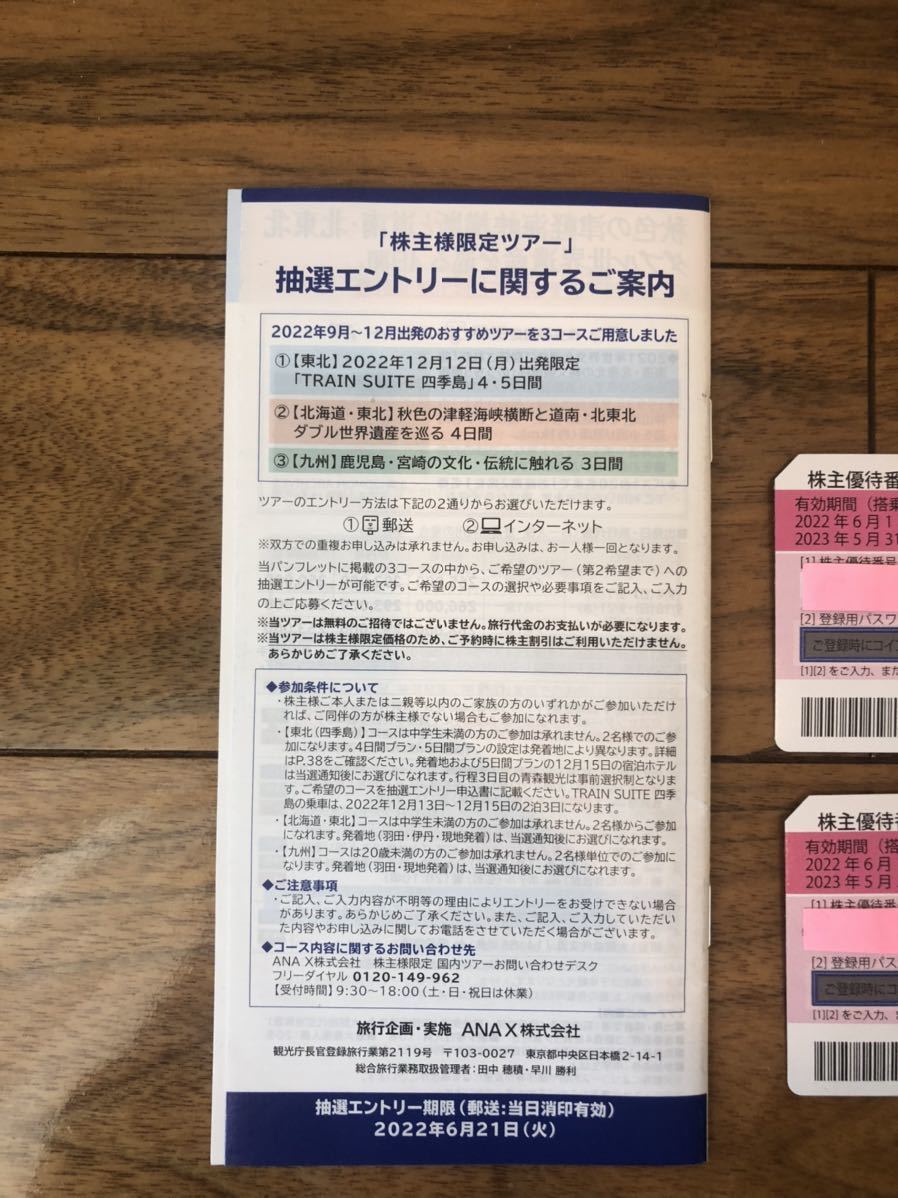 「株主様限定ツアー」
抽選エントリーに関するご案内
2022年9月～12月出発のおすすめツアーを3コースご用意しました
①【東北】2022年12月12日（月）出発限定
「TRAIN SUITE 四季島」4・5日間
②【北海道・東北】秋色の津軽海峡横断と道南・北東北
ダブル世界遺産を巡る 4日間
③【九州】鹿児島・宮崎の文化・伝統に触れる 3日間
ツアーのエントリー方法は下記の2通りからお選びいただけます。
①郵送 ②インターネット
※双方での重複お申し込みは承れません。お申し込みは、お一人様一回となります。
当パンフレットに掲載の3コースの中から、ご希望のツアー（第2希望まで）への
抽選エントリーが可能です。ご希望のコースの選択や必要事項をご記入、ご入力
の上ご応募ください。
※当ツアーは無料のご招待ではございません。旅行代金のお支払いが必要になります。
※当ツアーは株主様限定価格のため、ご予約時に株主割引はご利用いただけません。
あらかじめご了承ください。
◆参加条件について
・株主様ご本人または二親等以内のご家族の方のいずれかがご参加いただけ
れば、ご同伴の方が株主様でない場合もご参加になれます。
・【東北（四季島）】コースは中学生未満の方のご参加は承れません。2名様でのご参
加になります。4日間プラン・5日間プランの設定は発着地により異なります。詳細
はP.38をご確認ください。発着地および5日間プランの12月15日の宿泊ホテル
は当選通知後にお選びになれます。行程3日目の青森観光は事前選択制となりま
す。ご希望のコースを抽選エントリー申込書に記載ください。TRAIN SUITE 四季
島の乗車は、2022年12月13日～12月15日の2泊3日になります。
・【北海道・東北】コースは中学生未満の方のご参加は承れません。2名様からご参加
になれます。発着地（羽田・伊丹・現地発着）は、当選通知後にお選びになれます。
・【九州】コースは20歳未満の方のご参加は承れません。2名様単位でのご参加に
なります。発着地（羽田・現地発着）は、当選通知後にお選びになれます。
◆ご注意事項
・ご記入、ご入力内容が不明等の理由によりエントリーをお受けできない場合
があります。あらかじめご了承ください。また、ご記入、ご入力していただい
た内容やお申し込みに関してお電話をさせていただく場合がございます。
◆コース内容に関するお問い合わせ先
ANA X株式会社 株主様限定 国内ツアーお問い合わせデスク
フリーダイヤル 0120-149-962
【受付時間】9:30～18:00（土・日・祝日は休業）
旅行企画・実施 ANA X株式会社
観光庁長官登録旅行業第2119号 〒103-0027 東京都中央区日本橋2-14-1
総合旅行業務取扱管理者：田中 穂積・早川 勝利
抽選エントリー期限（郵送：当日消印有効）
2022年6月21日（火）
株主優待番
有効期間（搭
2022 年 6 月 1
2023 年 5 月 31
[1] 株主優待番号
[2] 登録用パスワ
ご登録時にコイ
[1][2] をご入力、また
株主優待番
有効期間（搭
2022 年 6 月
2023 年 5 月
[1] 株主優待番
[2] 登録用パス
ご登録時にコ
[1][2] をご入力、